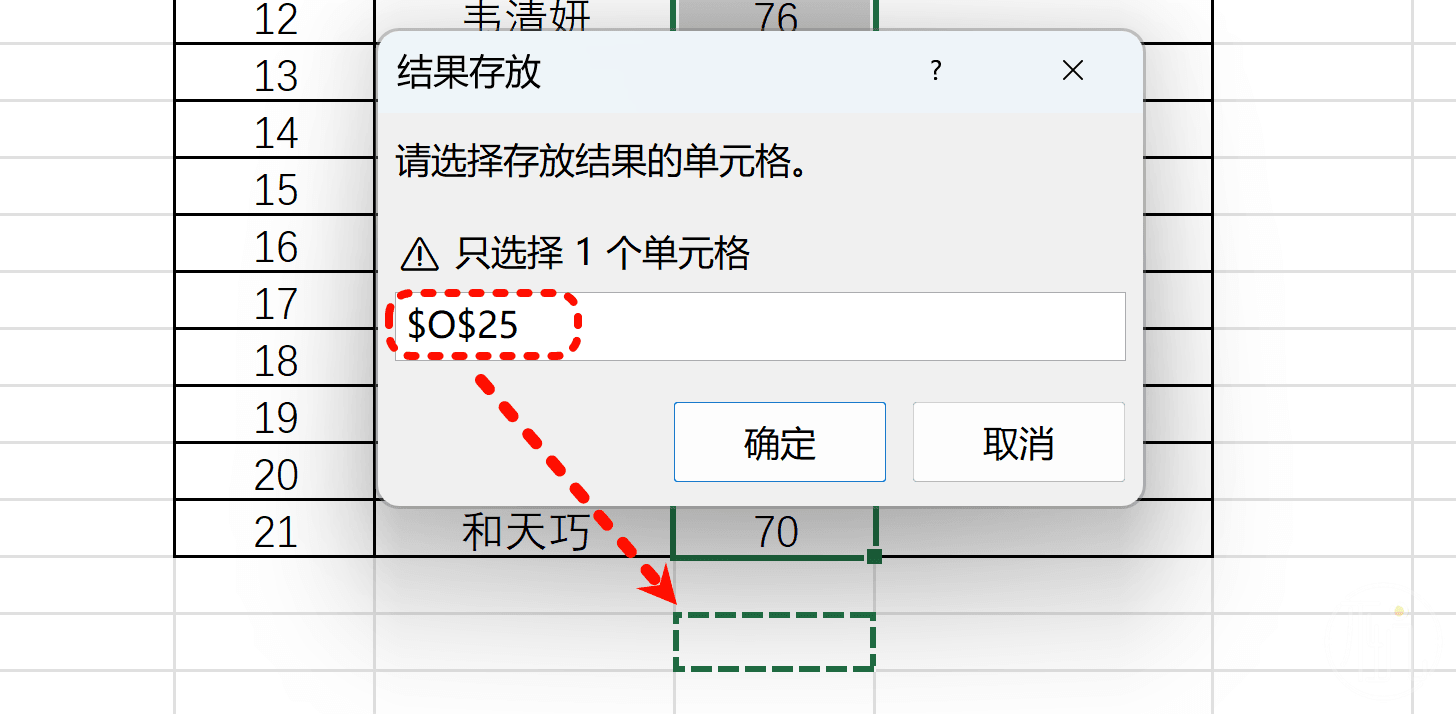 12 韦清妍 76
结果存放 ?
13
14
请选择存放结果的单元格。
15
16
只选择 1 个单元格
17
$O$25
18
19
确定 取消
20
21 和天巧 70